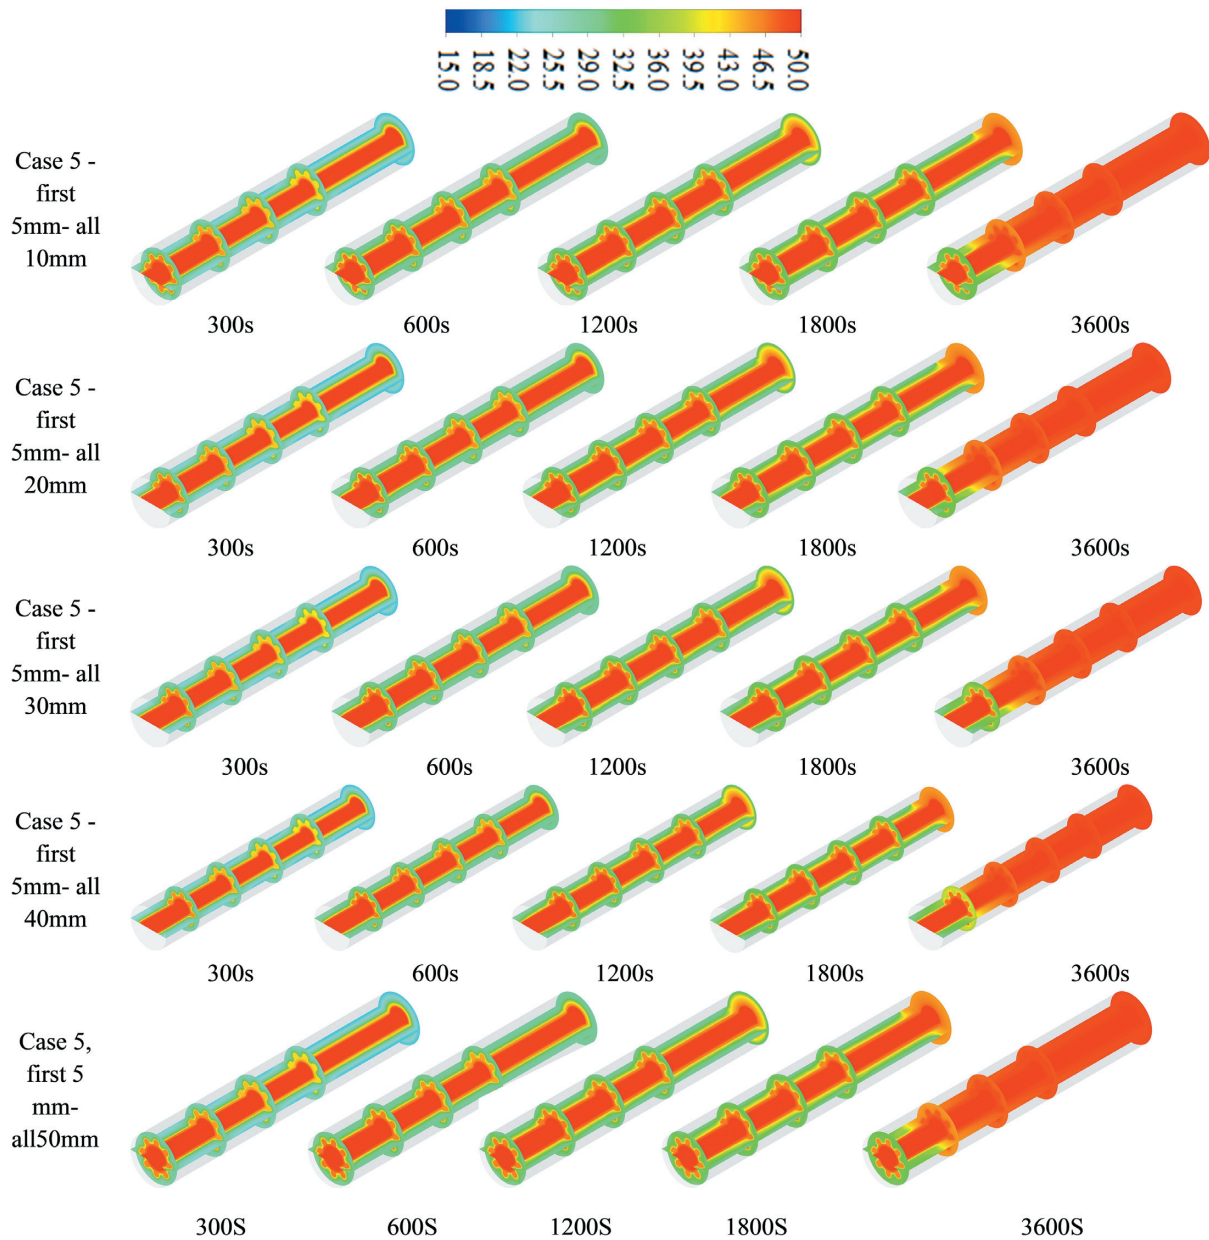 15.0 18.5 22.0 25.5 29.0 32.5 36.0 39.5 43.0 46.5 50.0
Case 5 -
first
5mm- all
10mm
300s 600s 1200s 1800s 3600s
Case 5 -
first
5mm- all
20mm
300s 600s 1200s 1800s 3600s
Case 5 -
first
5mm- all
30mm
300s 600s 1200s 1800s 3600s
Case 5 -
first
5mm- all
40mm
300s 600s 1200s 1800s 3600s
Case 5,
first 5
mm-
all50mm
300S 600S 1200S 1800S 3600S